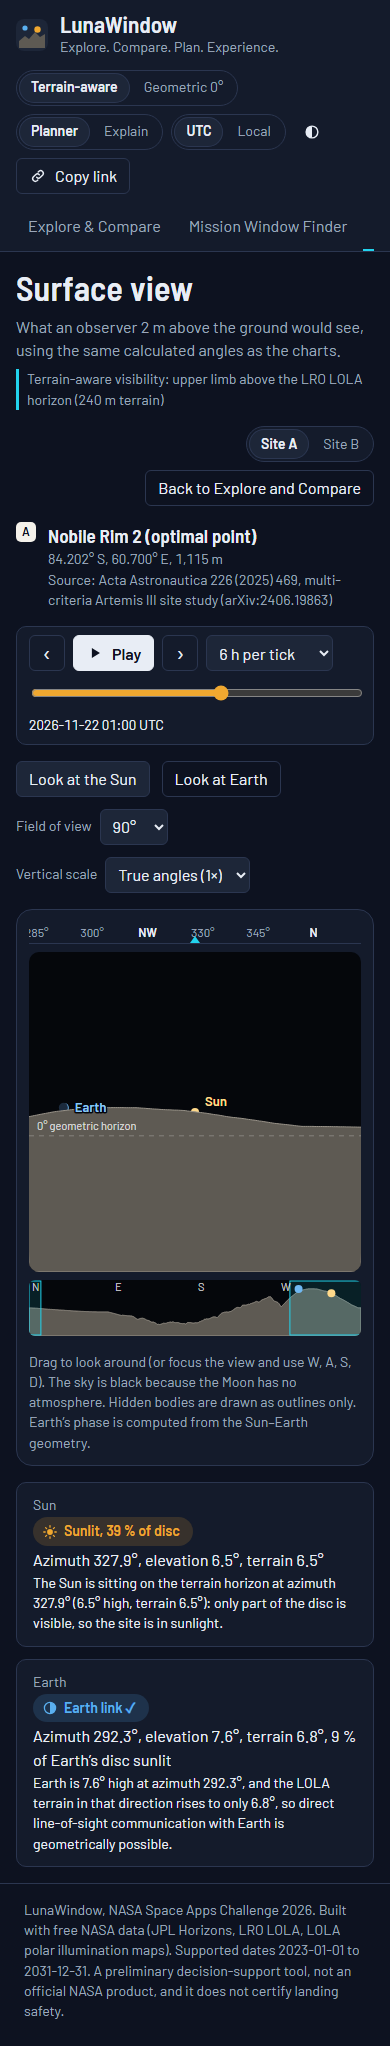 LunaWindow
Explore. Compare. Plan. Experience.
Terrain-aware
Geometric 0°
Planner
Explain
UTC
Local
Copy link
Explore & Compare
Mission Window Finder
Surface view
What an observer 2 m above the ground would see,
using the same calculated angles as the charts.
Terrain-aware visibility: upper limb above the LRO LOLA
horizon (240 m terrain)
Site A
Site B
Back to Explore and Compare
A
Nobile Rim 2 (optimal point)
84.202° S, 60.700° E, 1,115 m
Source: Acta Astronautica 226 (2025) 469, multi-
criteria Artemis III site study (arXiv:2406.19863)
‹
Play
›
6 h per tick
2026-11-22 01:00 UTC
Look at the Sun
Look at Earth
Field of view
90°
Vertical scale
True angles (1×)
285°
300°
NW
330°
345°
N
Earth
Sun
0° geometric horizon
N
E
S
W
Drag to look around (or focus the view and use W, A, S,
D). The sky is black because the Moon has no
atmosphere. Hidden bodies are drawn as outlines only.
Earth's phase is computed from the Sun–Earth
geometry.
Sun
Sunlit, 39 % of disc
Azimuth 327.9°, elevation 6.5°, terrain 6.5°
The Sun is sitting on the terrain horizon at azimuth
327.9° (6.5° high, terrain 6.5°): only part of the disc is
visible, so the site is in sunlight.
Earth
Earth link ✓
Azimuth 292.3°, elevation 7.6°, terrain 6.8°, 9 %
of Earth's disc sunlit
Earth is 7.6° high at azimuth 292.3°, and the LOLA
terrain in that direction rises to only 6.8°, so direct
line-of-sight communication with Earth is
geometrically possible.
LunaWindow, NASA Space Apps Challenge 2026. Built
with free NASA data (JPL Horizons, LRO LOLA, LOLA
polar illumination maps). Supported dates 2023-01-01 to
2031-12-31. A preliminary decision-support tool, not an
official NASA product, and it does not certify landing
safety.